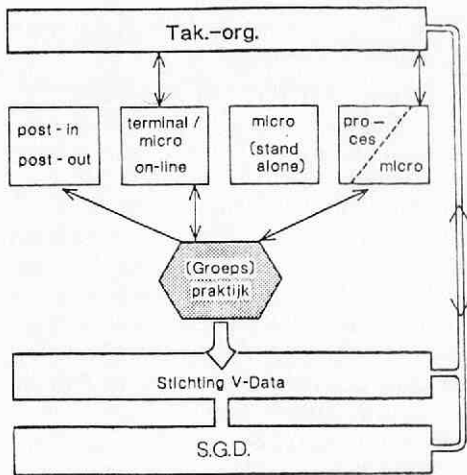 Tak.-org.
post-in
post-out
terminal /
micro
on-line
micro
(stand
alone)
pro-
ces
micro
(Groeps)
praktijk
Stichting V-Data
S.G.D.